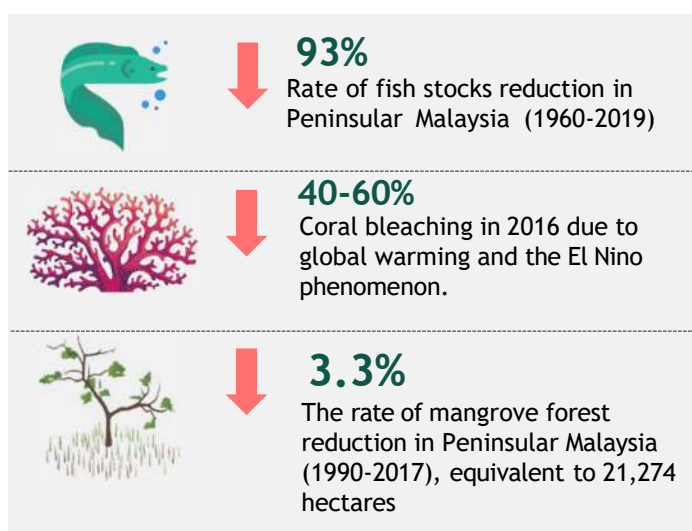 93%
Rate of fish stocks reduction in
Peninsular Malaysia (1960-2019)
40-60%
Coral bleaching in 2016 due to
global warming and the El Nino
phenomenon.
3.3%
The rate of mangrove forest
reduction in Peninsular Malaysia
(1990-2017), equivalent to 21,274
hectares